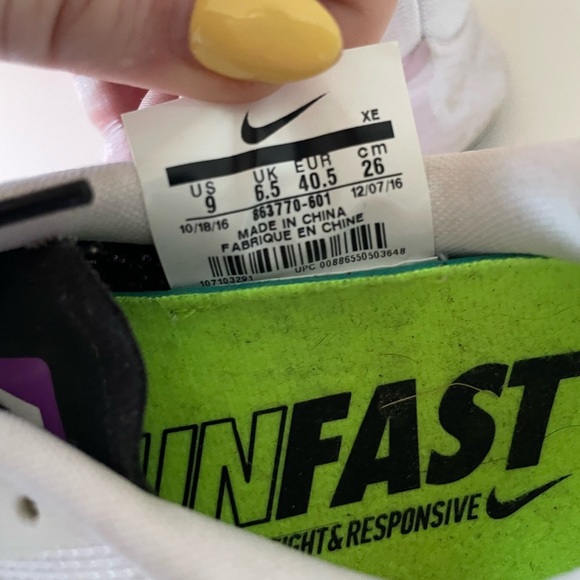 XE
US UK EUR cm
9 6.5 40.5 26
10/18/16 863770-601 12/07/16
MADE IN CHINA
FABRIQUE EN CHINE
107103291 UPC 00886550503648
UNFAST
IGHT&RESPONSIVE